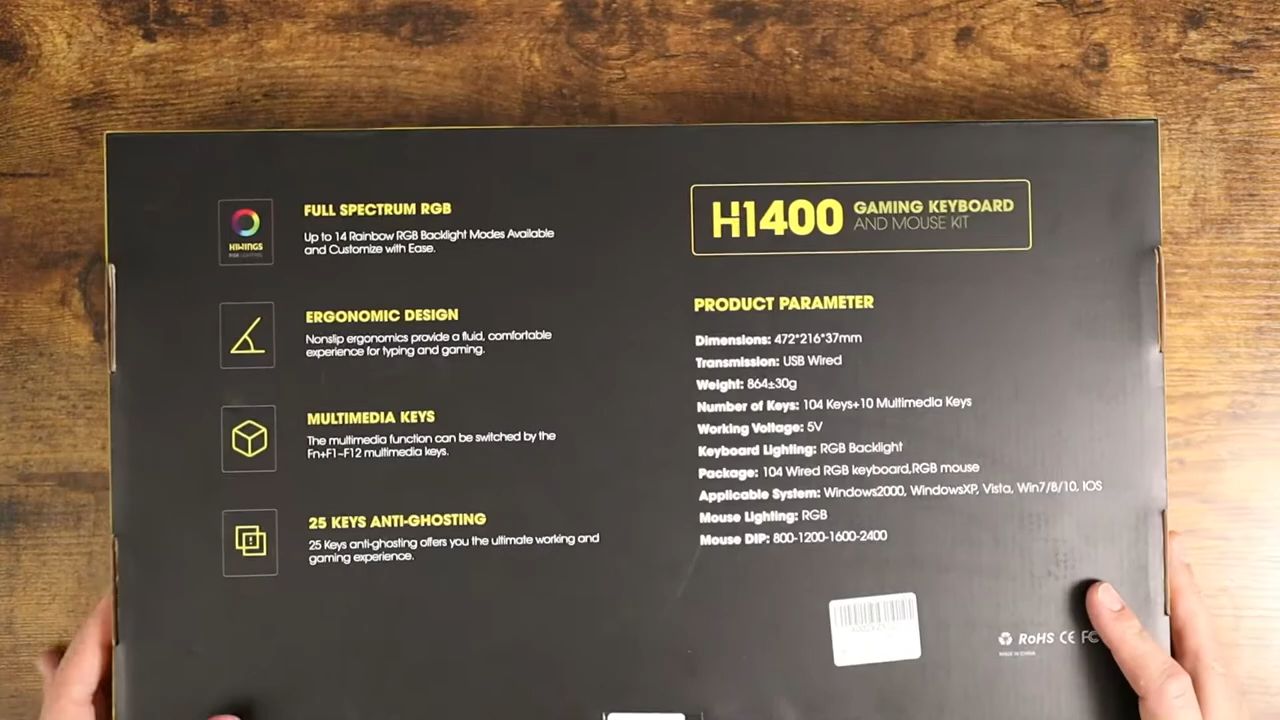 FULL SPECTRUM RGB
Up to 14 Rainbow RGB Backlight Modes Available
and Customize with Ease.
HIWINGS
RGB LIGHTING
ERGONOMIC DESIGN
Nonslip ergonomics provide a fluid, comfortable
experience for typing and gaming.
MULTIMEDIA KEYS
The multimedia function can be switched by the
Fn+F1~F12 multimedia keys.
25 KEYS ANTI-GHOSTING
25 Keys anti-ghosting offers you the ultimate working and
gaming experience.
H1400 GAMING KEYBOARD
AND MOUSE KIT
PRODUCT PARAMETER
Dimensions: 472*216*37mm
Transmission: USB Wired
Weight: 864±30g
Number of Keys: 104 Keys+10 Multimedia Keys
Working Voltage: 5V
Keyboard Lighting: RGB Backlight
Package: 104 Wired RGB keyboard,RGB mouse
Applicable System: Windows2000, WindowsXP, Vista, Win7/8/10, IOS
Mouse Lighting: RGB
Mouse DIP: 800-1200-1600-2400
RoHS CE FC
MADE IN CHINA